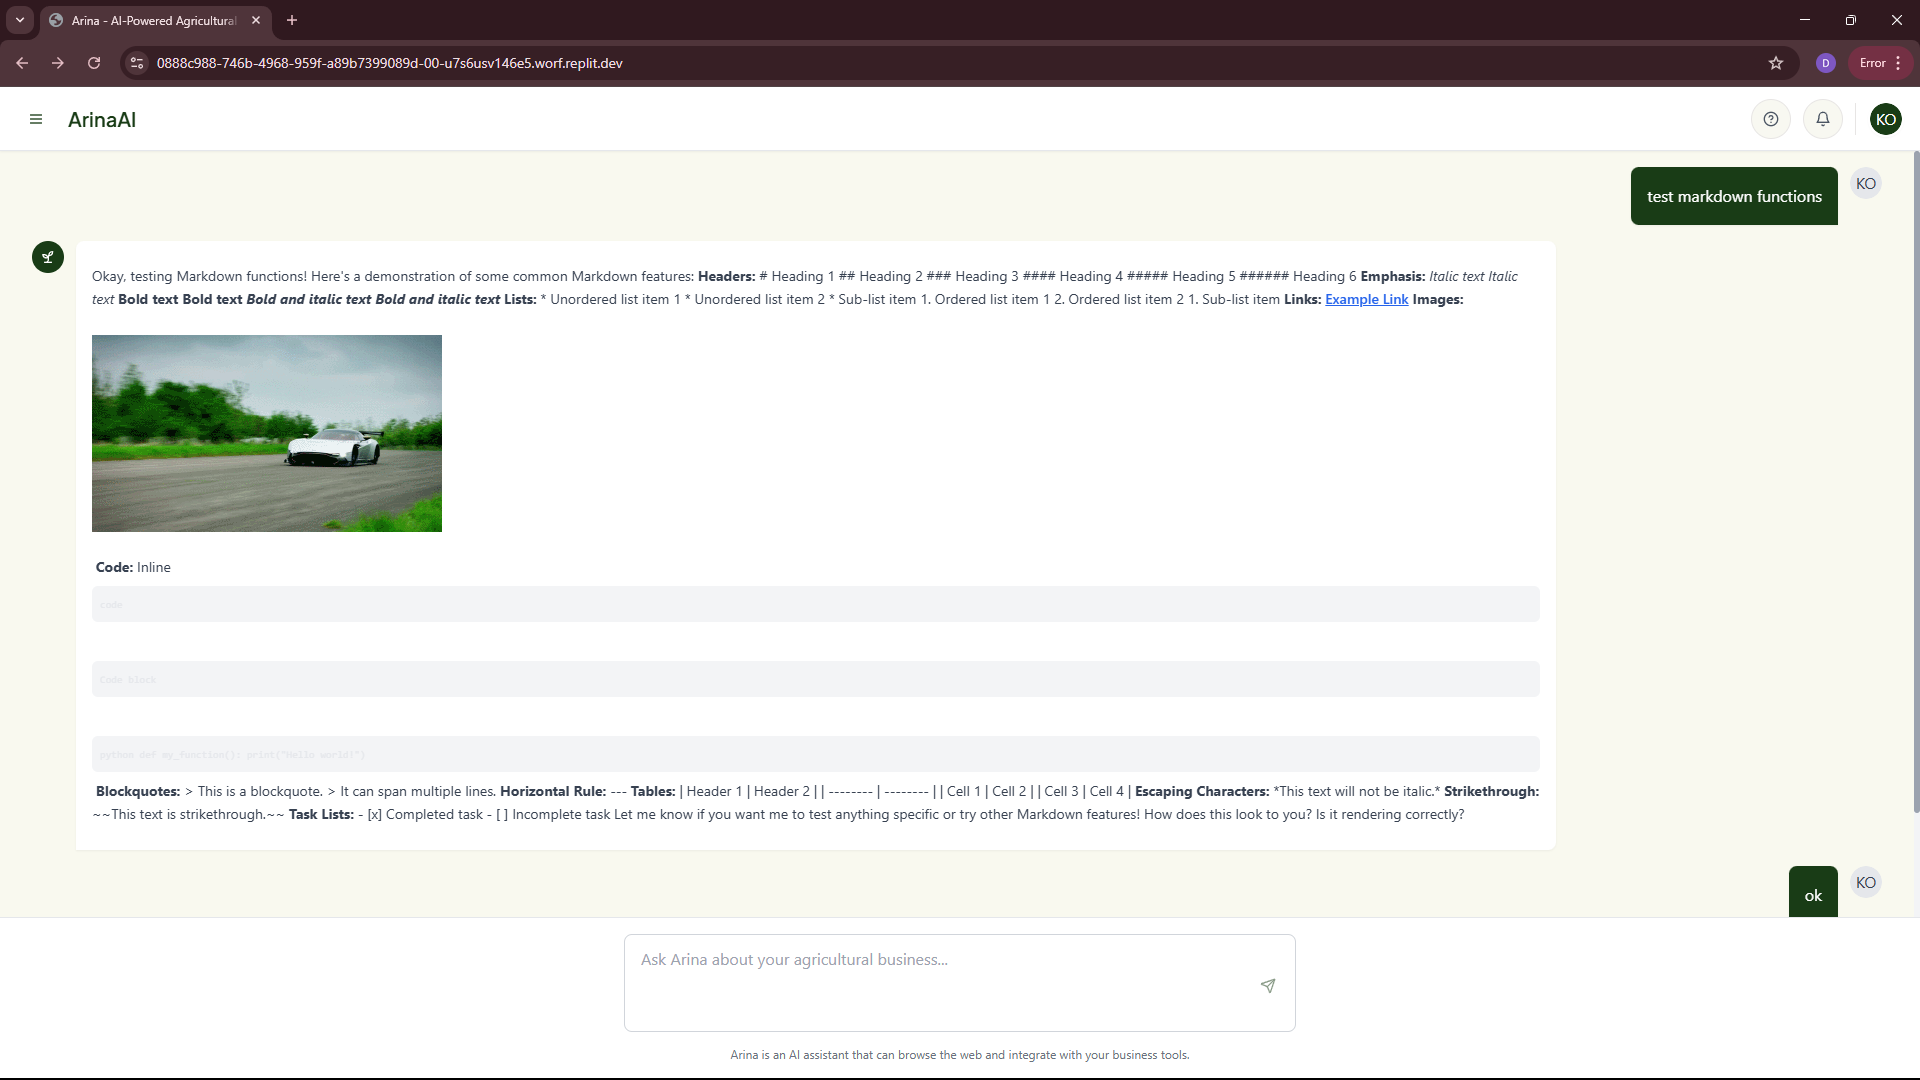 Arina - AI-Powered Agricultural
0888c988-746b-4968-959f-a89b7399089d-00-u7s6usv146e5.worf.replit.dev
D
Error
ArinaAI
KO
test markdown functions
KO
Okay, testing Markdown functions! Here's a demonstration of some common Markdown features: Headers: # Heading 1 ## Heading 2 ### Heading 3 #### Heading 4 ##### Heading 5 ###### Heading 6 Emphasis: Italic text Italic
text Bold text Bold text Bold and italic text Bold and italic text Lists: * Unordered list item 1 * Unordered list item 2 * Sub-list item 1. Ordered list item 1 2. Ordered list item 2 1. Sub-list item Links: Example Link Images:
Code: Inline
code
Code block
python def my_function(): print("Hello world!")
Blockquotes: > This is a blockquote. > It can span multiple lines. Horizontal Rule: --- Tables: | Header 1 | Header 2 | | -------- | -------- | | Cell 1 | Cell 2 | | Cell 3 | Cell 4 | Escaping Characters: *This text will not be italic.* Strikethrough:
~~This text is strikethrough.~~ Task Lists: - [x] Completed task - [ ] Incomplete task Let me know if you want me to test anything specific or try other Markdown features! How does this look to you? Is it rendering correctly?
ok
KO
Ask Arina about your agricultural business...
Arina is an AI assistant that can browse the web and integrate with your business tools.